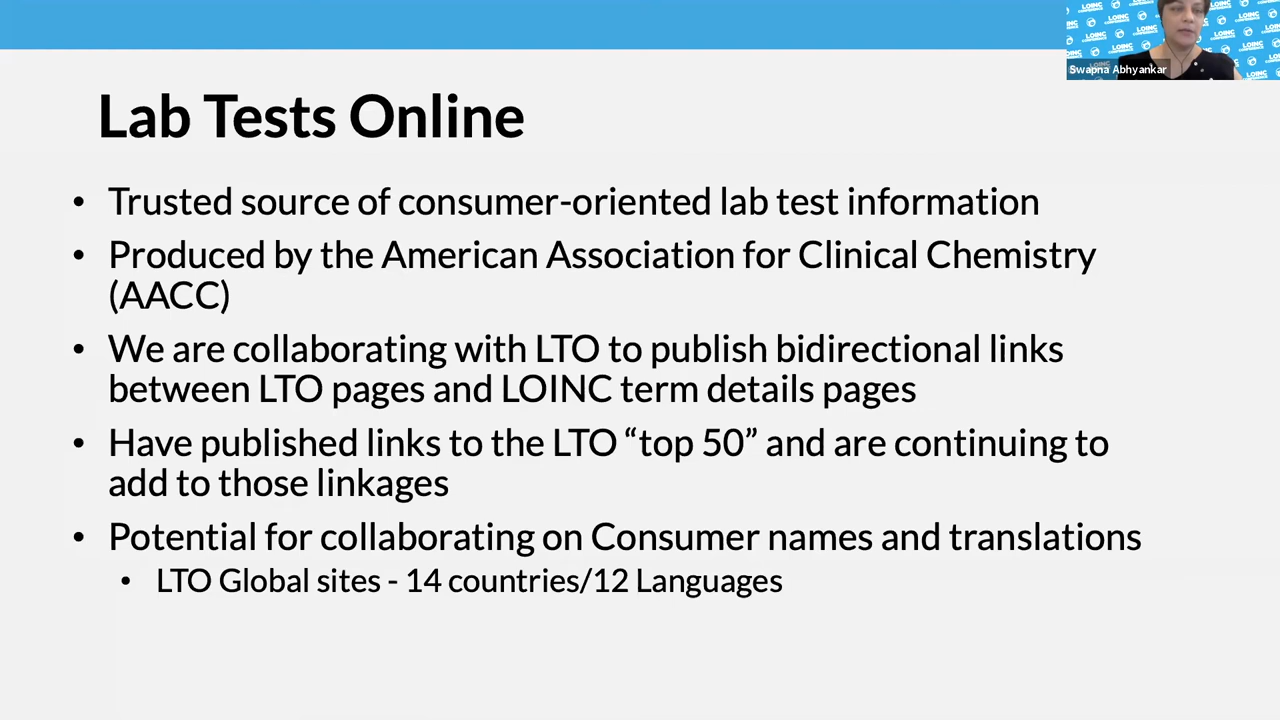 Swapna Abhyankar
Lab Tests Online
• Trusted source of consumer-oriented lab test information
• Produced by the American Association for Clinical Chemistry
(AACC)
• We are collaborating with LTO to publish bidirectional links
between LTO pages and LOINC term details pages
• Have published links to the LTO “top 50” and are continuing to
add to those linkages
• Potential for collaborating on Consumer names and translations
• LTO Global sites - 14 countries/12 Languages